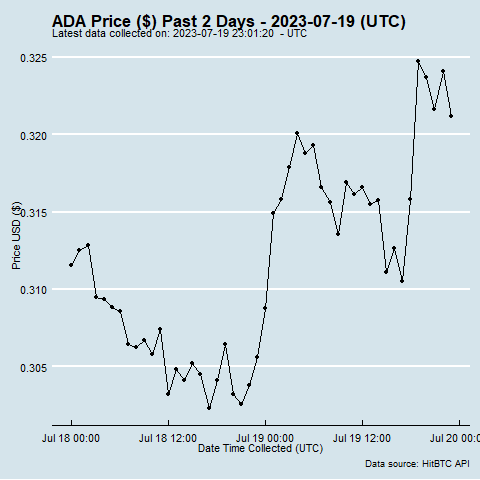 ADA Price ($) Past 2 Days - 2023-07-19 (UTC)
Latest data collected on: 2023-07-19 23:01:20  - UTC
0.325
0.320
0.315
0.310
0.305
Price USD ($)
Jul 18 00:00
Jul 18 12:00
Jul 19 00:00
Jul 19 12:00
Jul 20 00:0
Date Time Collected (UTC)
Data source: HitBTC API